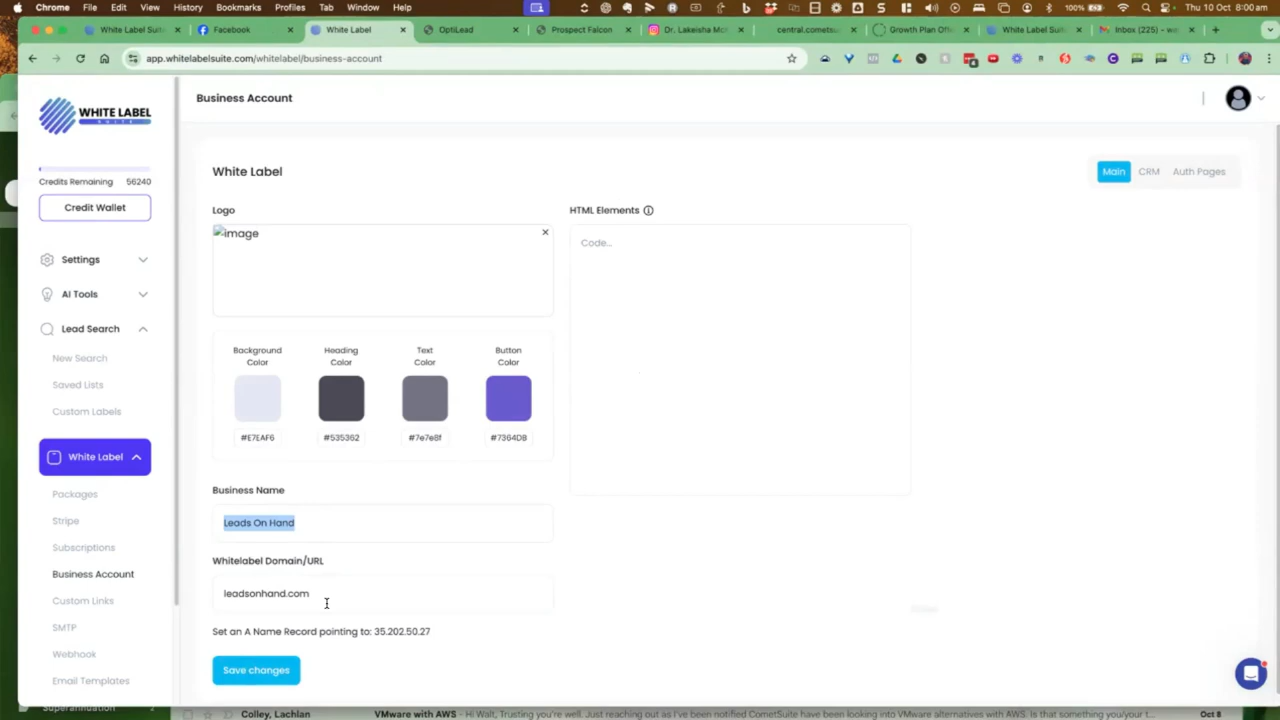 Chrome File Edit View History Bookmarks Profiles Tab Window Help 100% Thu 10 Oct 8:00 am
White Label Suite Facebook White Label OptiLead Prospect Falcon Dr. Lakeisha Mc central.cometsu Growth Plan Off White Label Suite Inbox (225) - w
app.whitelabelsuite.com/whitelabel/business-account
WHITE LABEL
SUITE
Business Account
Credits Remaining 56240
Credit Wallet
Settings
AI Tools
Lead Search
New Search
Saved Lists
Custom Labels
White Label
Packages
Stripe
Subscriptions
Business Account
Custom Links
SMTP
Webhook
Email Templates
White Label
Main CRM Auth Pages
Logo
image
HTML Elements
Code...
Background
Color
Heading
Color
Text
Color
Button
Color
#E7EAF6 #535362 #7e7e8f #7364DB
Business Name
Leads On Hand
Whitelabel Domain/URL
leadsonhand.com
Set an A Name Record pointing to: 35.202.50.27
Save changes
Superannuation
Colley, Lachlan VMware with AWS - Hi Walt, Trusting you're well. Just reaching out as I've been notified CometSuite have been looking into VMware alternatives with AWS. Is that something you/your t... Oct 8